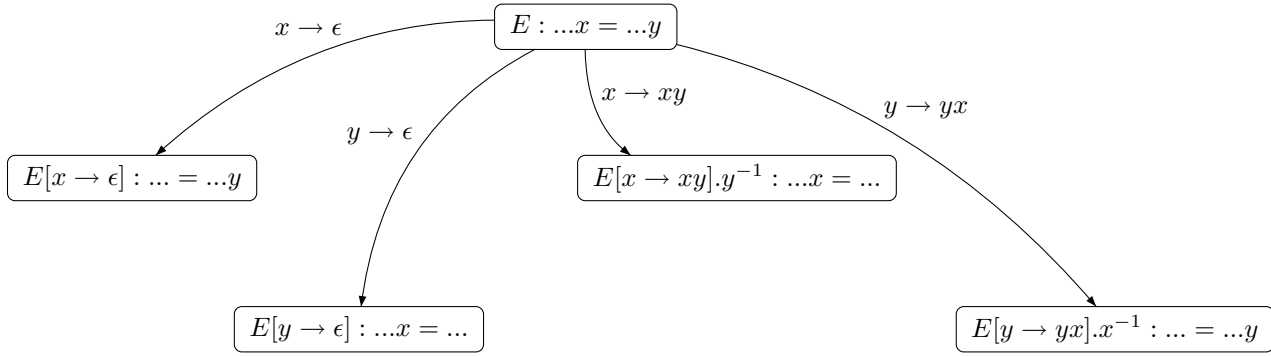 E : ...x = ...y
x → ϵ
x → xy
y → yx
y → ϵ
E[x → ϵ] : ... = ...y
E[x → xy].y⁻¹ : ...x = ...
E[y → ϵ] : ...x = ...
E[y → yx].x⁻¹ : ... = ...y